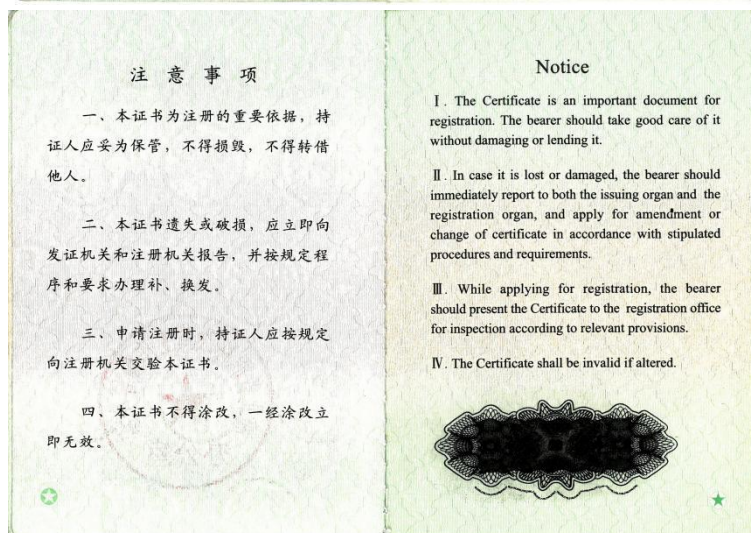 注 意 事 项
一、本证书为注册的重要依据，持
证人应妥为保管，不得损毁，不得转借
他人。
二、本证书遗失或破损，应立即向
发证机关和注册机关报告，并按规定程
序和要求办理补、换发。
三、申请注册时，持证人应按规定
向注册机关交验本证书。
四、本证书不得涂改，一经涂改立
即无效。
Notice
Ⅰ. The Certificate is an important document for
registration. The bearer should take good care of it
without damaging or lending it.
Ⅱ. In case it is lost or damaged, the bearer should
immediately report to both the issuing organ and the
registration organ, and apply for amendment or
change of certificate in accordance with stipulated
procedures and requirements.
Ⅲ. While applying for registration, the bearer
should present the Certificate to the registration office
for inspection according to relevant provisions.
Ⅳ. The Certificate shall be invalid if altered.